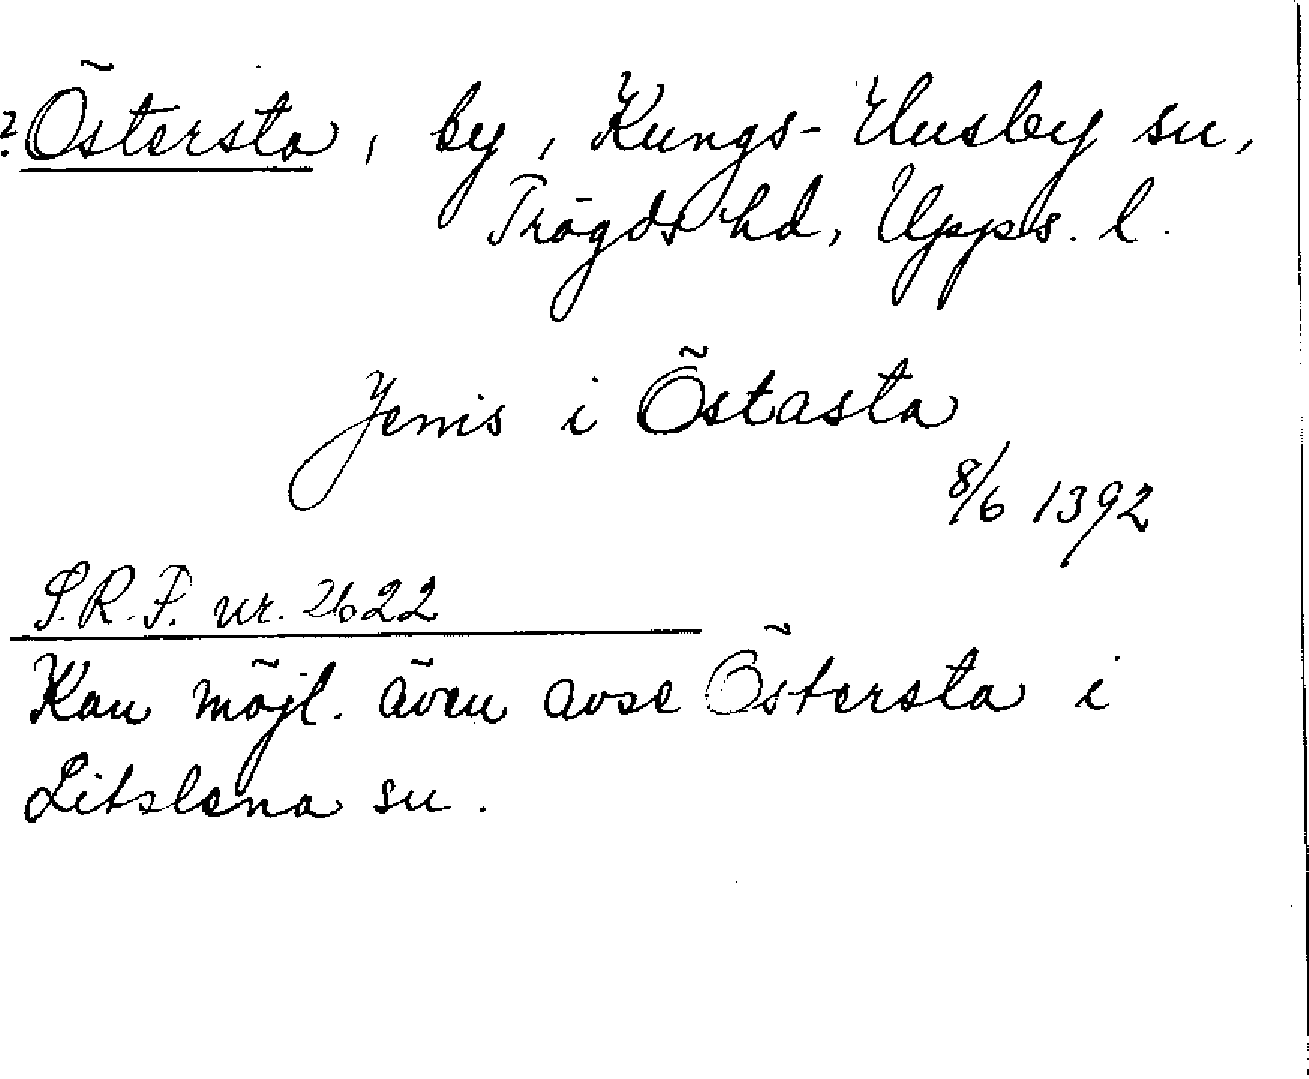 ? Östersta, by, Kungs-Husby sn,
Trögds hd, Upps. l.
Jenis i Östasta
8/6 1392
S.R.P. nr. 2622
Kan möjl. även avse Östersta i
Litslena sn.